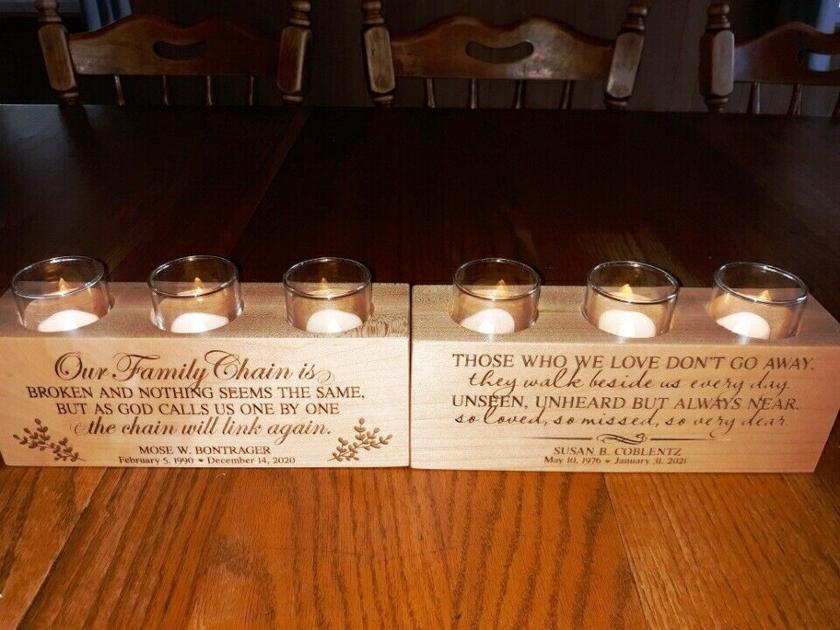 Our Family Chain is
BROKEN AND NOTHING SEEMS THE SAME,
BUT AS GOD CALLS US ONE BY ONE
the chain will link again.
MOSE W. BONTRAGER
February 5, 1990 ♥ December 14, 2020
THOSE WHO WE LOVE DON'T GO AWAY.
they walk beside us every day
UNSEEN, UNHEARD BUT ALWAYS NEAR.
so loved, so missed, so very dear.
SUSAN B. COBLENTZ
May 10, 1976 ♥ January 31, 2021